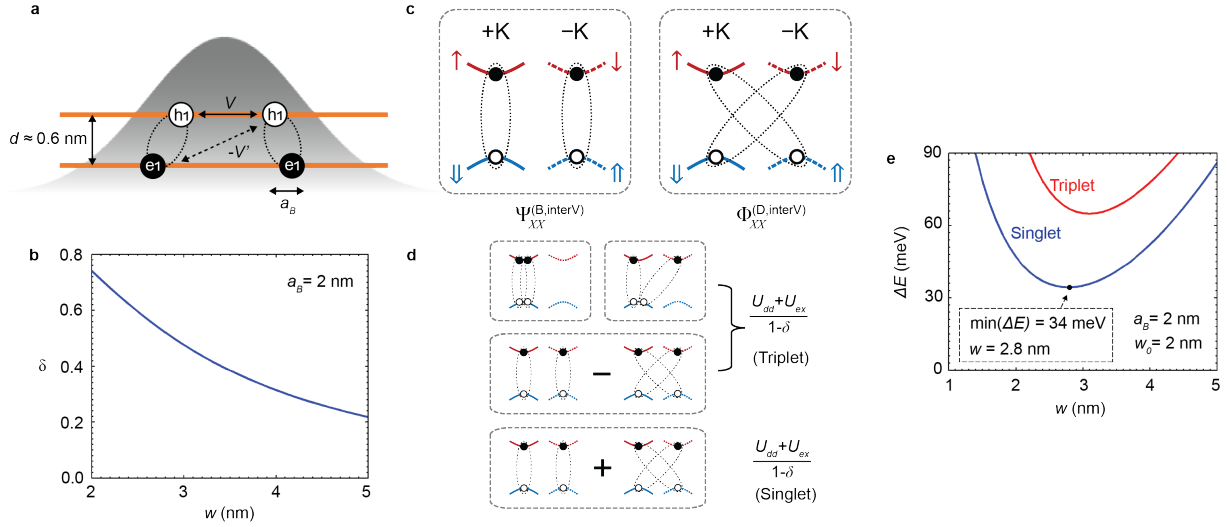 a
h1
V
h1
d ≈ 0.6 nm
-V'
e1
e1
a_B
b
0.8
a_B= 2 nm
0.6
δ
0.4
0.2
0.0
2
3
4
5
w (nm)
c
+K
−K
↑
↓
⇓
⇑
Ψ_XX^(B,interV)
+K
−K
↑
↓
⇓
⇑
Φ_XX^(D,interV)
d
U_dd+U_ex
1-δ
(Triplet)
−
+
U_dd+U_ex
1-δ
(Singlet)
e
90
Triplet
60
Singlet
ΔE (meV)
30
min(ΔE) = 34 meV
w = 2.8 nm
a_B= 2 nm
w_0= 2 nm
0
1
2
3
4
5
w (nm)